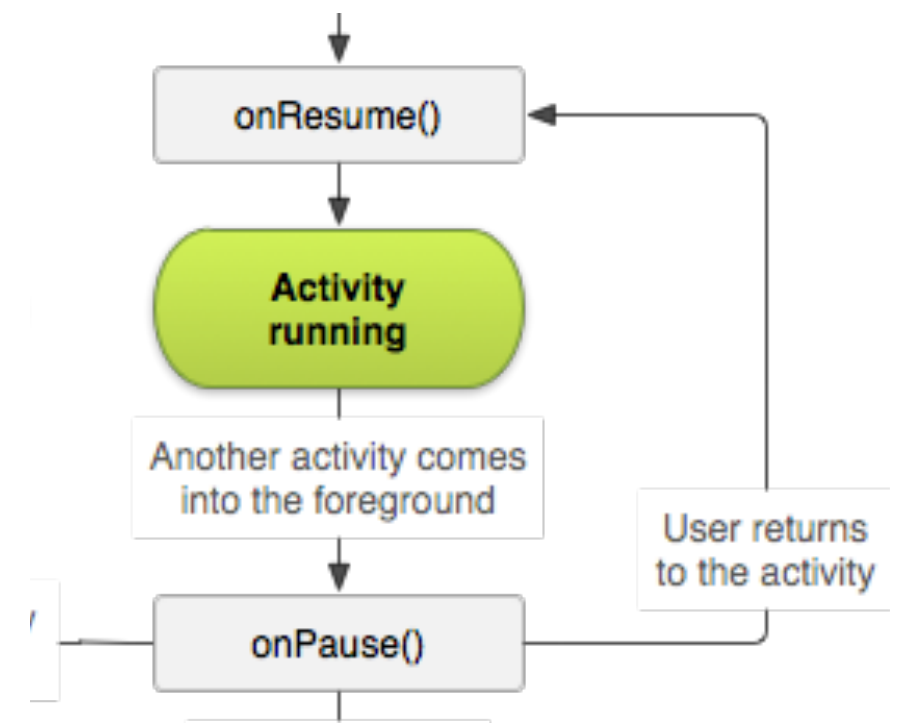 onResume()
Activity
running
Another activity comes
into the foreground
User returns
to the activity
onPause()